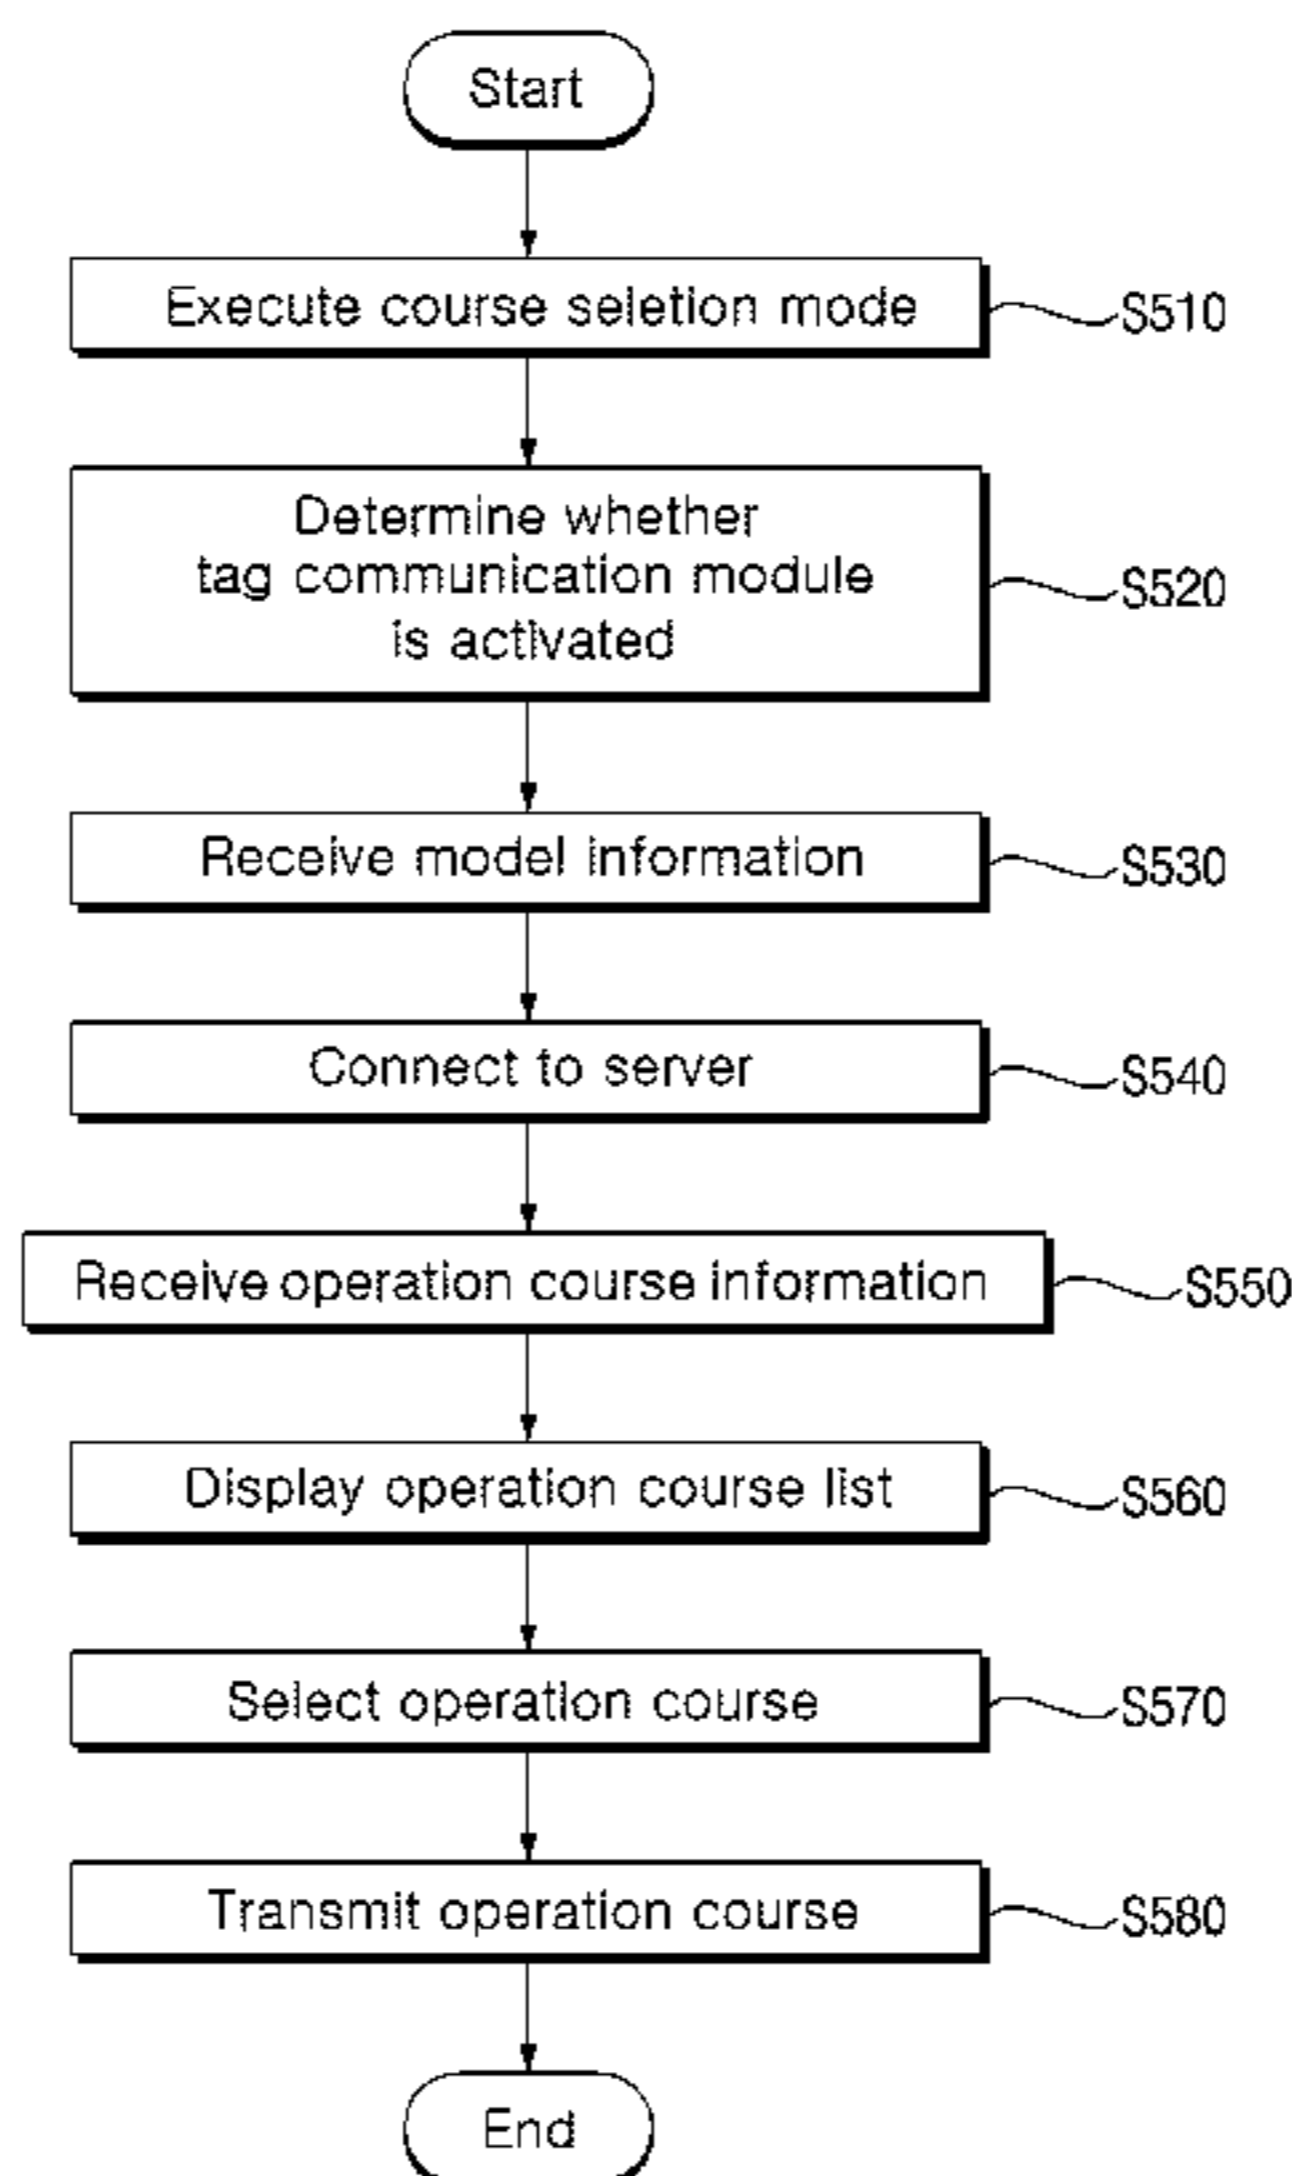 Start
Execute course seletion mode
S510
Determine whether
tag communication module
is activated
S520
Receive model information
S530
Connect to server
S540
Receive operation course information
S550
Display operation course list
S560
Select operation course
S570
Transmit operation course
S580
End